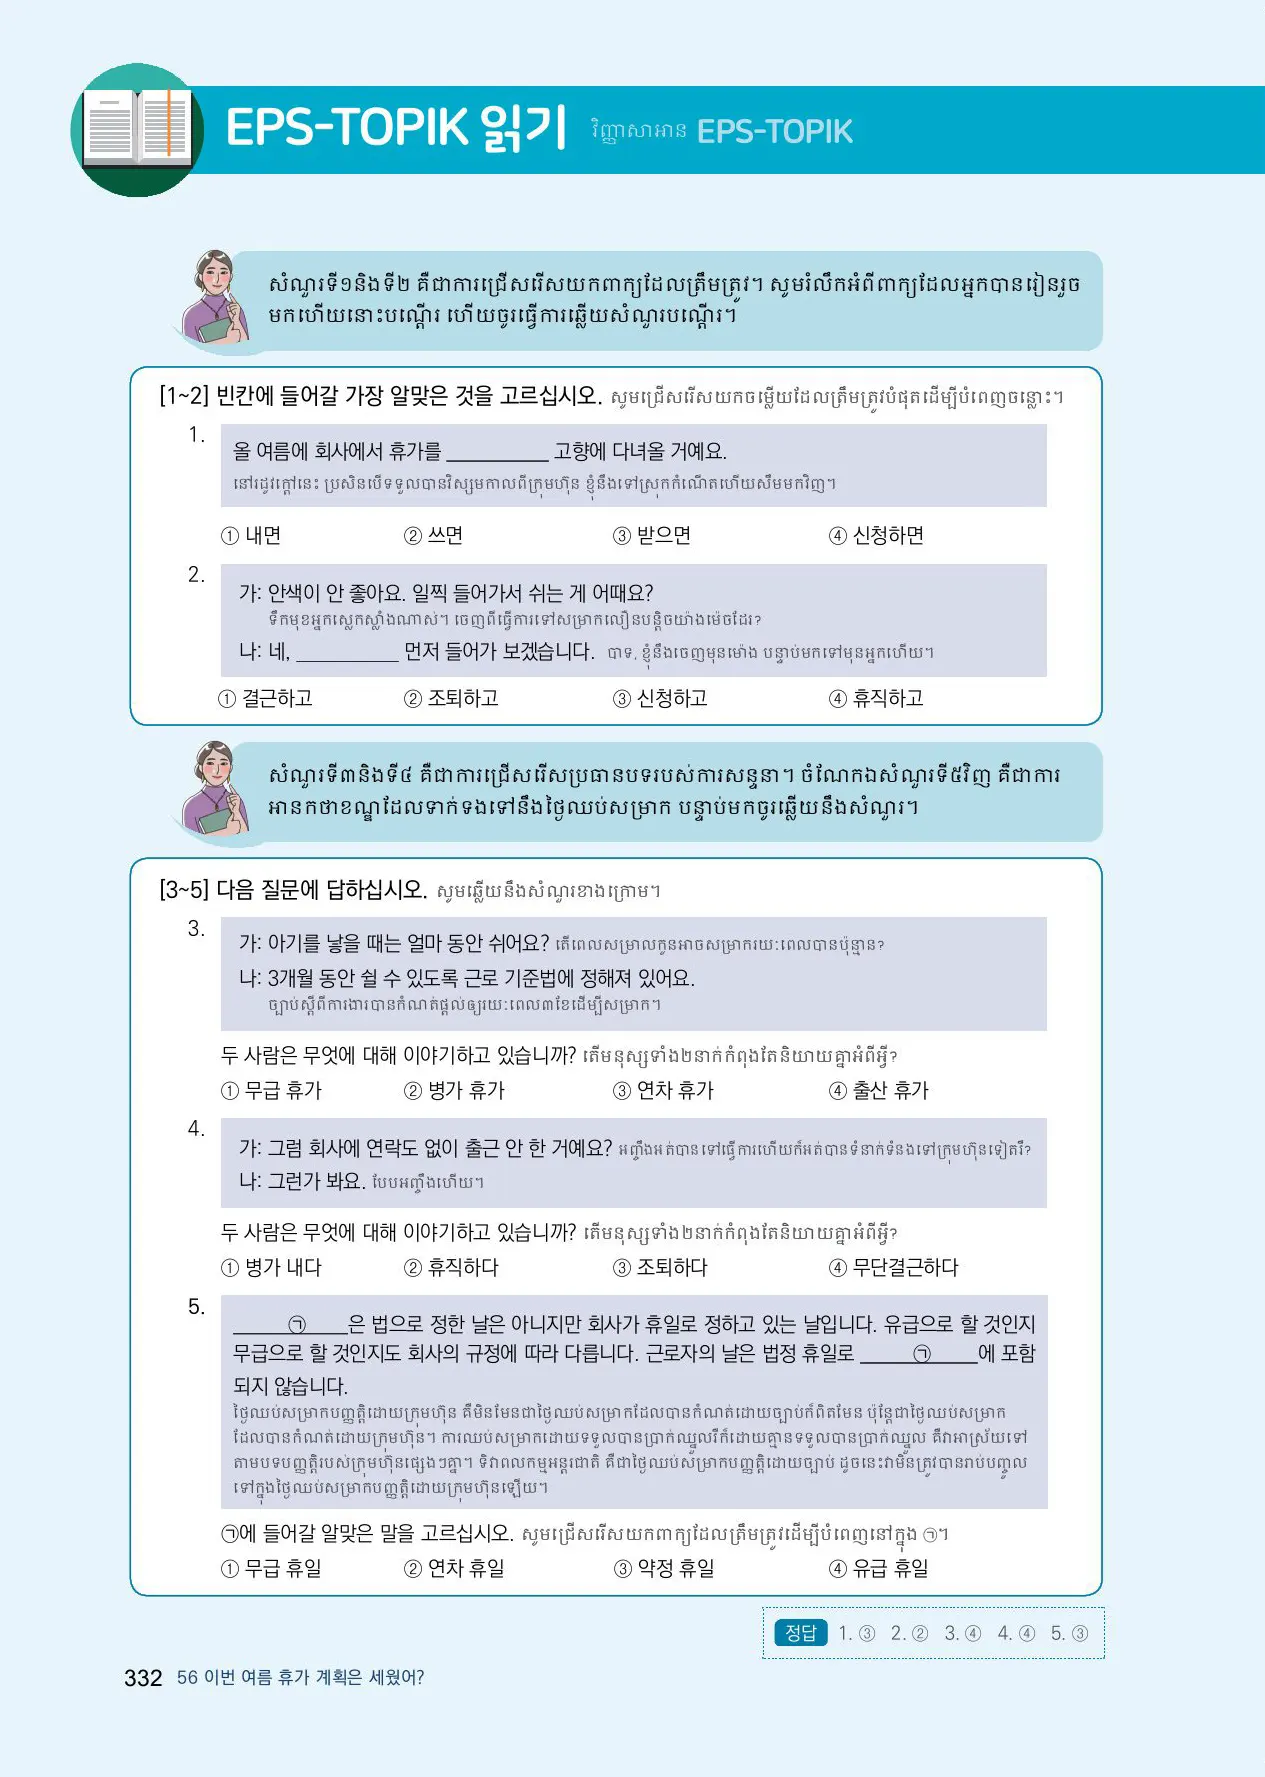 EPS-TOPIK 읽기 វិញ្ញាសាអាន EPS-TOPIK
សំណួរទី១និងទី២ គឺជាការជ្រើសរើសយកពាក្យដែលត្រឹមត្រូវ។ សូមរំលឹកអំពីពាក្យដែលអ្នកបានរៀនរួច
មកហើយនោះបណ្តើរ ហើយចូរធ្វើការឆ្លើយសំណួរបណ្តើរ។
[1~2] 빈칸에 들어갈 가장 알맞은 것을 고르십시오. សូមជ្រើសរើសយកចម្លើយដែលត្រឹមត្រូវបំផុតដើម្បីបំពេញចន្លោះ។
1.
올 여름에 회사에서 휴가를 __________ 고향에 다녀올 거예요.
នៅរដូវក្តៅនេះ ប្រសិនបើទទួលបានវិស្សមកាលពីក្រុមហ៊ុន ខ្ញុំនឹងទៅស្រុកកំណើតហើយសឹមមកវិញ។
① 내면 ② 쓰면 ③ 받으면 ④ 신청하면
2.
가: 안색이 안 좋아요. 일찍 들어가서 쉬는 게 어때요?
ទឹកមុខអ្នកស្លេកស្លាំងណាស់។ ចេញពីធ្វើការទៅសម្រាកលឿនបន្តិចយ៉ាងម៉េចដែរ?
나: 네, __________ 먼저 들어가 보겠습니다. បាទ, ខ្ញុំនឹងចេញមុនម៉ោង បន្ទាប់មកទៅមុនអ្នកហើយ។
① 결근하고 ② 조퇴하고 ③ 신청하고 ④ 휴직하고
សំណួរទី៣និងទី៤ គឺជាការជ្រើសរើសប្រធានបទរបស់ការសន្ទនា។ ចំណែកឯសំណួរទី៥វិញ គឺជាការ
អានកថាខណ្ឌដែលទាក់ទងទៅនឹងថ្ងៃឈប់សម្រាក បន្ទាប់មកចូរឆ្លើយនឹងសំណួរ។
[3~5] 다음 질문에 답하십시오. សូមឆ្លើយនឹងសំណួរខាងក្រោម។
3.
가: 아기를 낳을 때는 얼마 동안 쉬어요? តើពេលសម្រាលកូនអាចសម្រាករយៈពេលបានប៉ុន្មាន?
나: 3개월 동안 쉴 수 있도록 근로 기준법에 정해져 있어요.
ច្បាប់ស្តីពីការងារបានកំណត់ផ្តល់ឲ្យរយៈពេល៣ខែដើម្បីសម្រាក។
두 사람은 무엇에 대해 이야기하고 있습니까? តើមនុស្សទាំង២នាក់កំពុងតែនិយាយគ្នាអំពីអ្វី?
① 무급 휴가 ② 병가 휴가 ③ 연차 휴가 ④ 출산 휴가
4.
가: 그럼 회사에 연락도 없이 출근 안 한 거예요? អញ្ចឹងអត់បានទៅធ្វើការហើយក៏អត់បានទំនាក់ទំនងទៅក្រុមហ៊ុនទៀតរឺ?
나: 그런가 봐요. បែបអញ្ចឹងហើយ។
두 사람은 무엇에 대해 이야기하고 있습니까? តើមនុស្សទាំង២នាក់កំពុងតែនិយាយគ្នាអំពីអ្វី?
① 병가 내다 ② 휴직하다 ③ 조퇴하다 ④ 무단결근하다
5.
_____㉠_____은 법으로 정한 날은 아니지만 회사가 휴일로 정하고 있는 날입니다. 유급으로 할 것인지
무급으로 할 것인지도 회사의 규정에 따라 다릅니다. 근로자의 날은 법정 휴일로 _____㉠_____에 포함
되지 않습니다.
ថ្ងៃឈប់សម្រាកបញ្ញត្តិដោយក្រុមហ៊ុន គឺមិនមែនជាថ្ងៃឈប់សម្រាកដែលបានកំណត់ដោយច្បាប់ក៏ពិតមែន ប៉ុន្តែជាថ្ងៃឈប់សម្រាក
ដែលបានកំណត់ដោយក្រុមហ៊ុន។ ការឈប់សម្រាកដោយទទួលបានប្រាក់ឈ្នួលរឺក៏ដោយគ្មានទទួលបានប្រាក់ឈ្នួល គឺវាអាស្រ័យទៅ
តាមបទបញ្ញត្តិរបស់ក្រុមហ៊ុនផ្សេងៗគ្នា។ ទិវាពលកម្មអន្តរជាតិ គឺជាថ្ងៃឈប់សម្រាកបញ្ញត្តិដោយច្បាប់ ដូចនេះវាមិនត្រូវបានរាប់បញ្ចូល
ទៅក្នុងថ្ងៃឈប់សម្រាកបញ្ញត្តិដោយក្រុមហ៊ុនឡើយ។
㉠에 들어갈 알맞은 말을 고르십시오. សូមជ្រើសរើសយកពាក្យដែលត្រឹមត្រូវដើម្បីបំពេញនៅក្នុង ㉠។
① 무급 휴일 ② 연차 휴일 ③ 약정 휴일 ④ 유급 휴일
정답 1. ③ 2. ② 3. ④ 4. ④ 5. ③
332 56 이번 여름 휴가 계획은 세웠어?